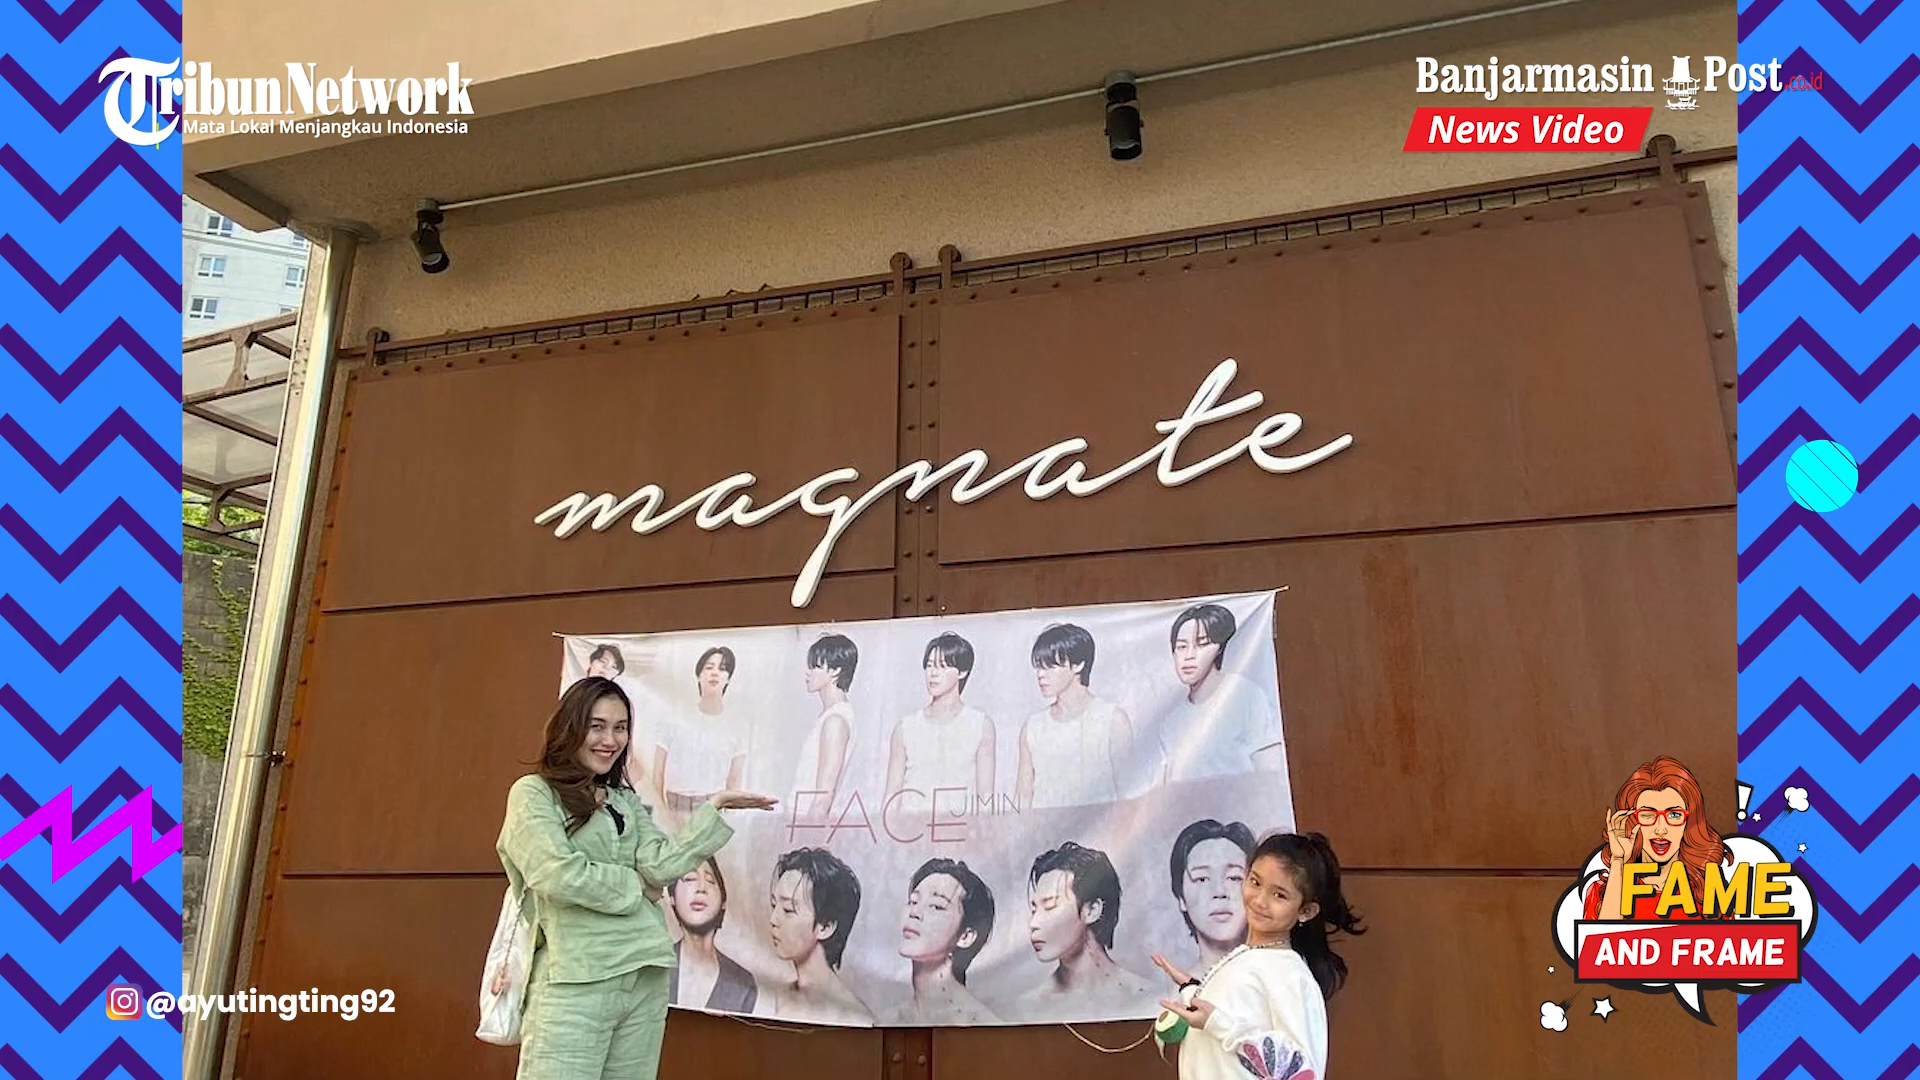 TribunNetwork
Mata Lokal Menjangkau Indonesia
Banjarmasin Post.co.id
News Video
magnate
FACE JIMIN
FAME
AND FRAME
@ayutingting92